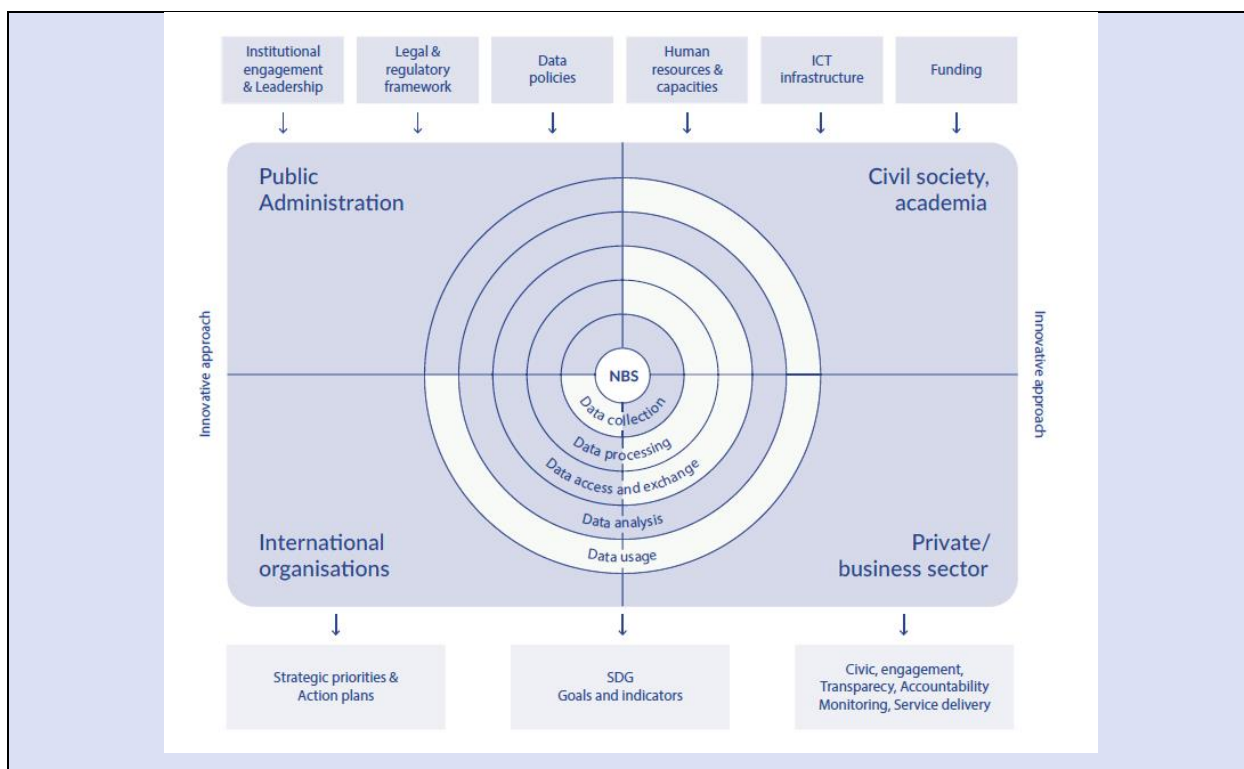 Institutional
engagement
& Leadership
Legal &
regulatory
framework
Data
policies
Human
resources &
capacities
ICT
infrastructure
Funding
Public
Administration
Civil society,
academia
Innovative approach
Innovative approach
NBS
Data collection
Data processing
Data access and exchange
Data analysis
Data usage
International
organisations
Private/
business sector
Strategic priorities &
Action plans
SDG
Goals and indicators
Civic, engagement,
Transparecy, Accountability
Monitoring, Service delivery